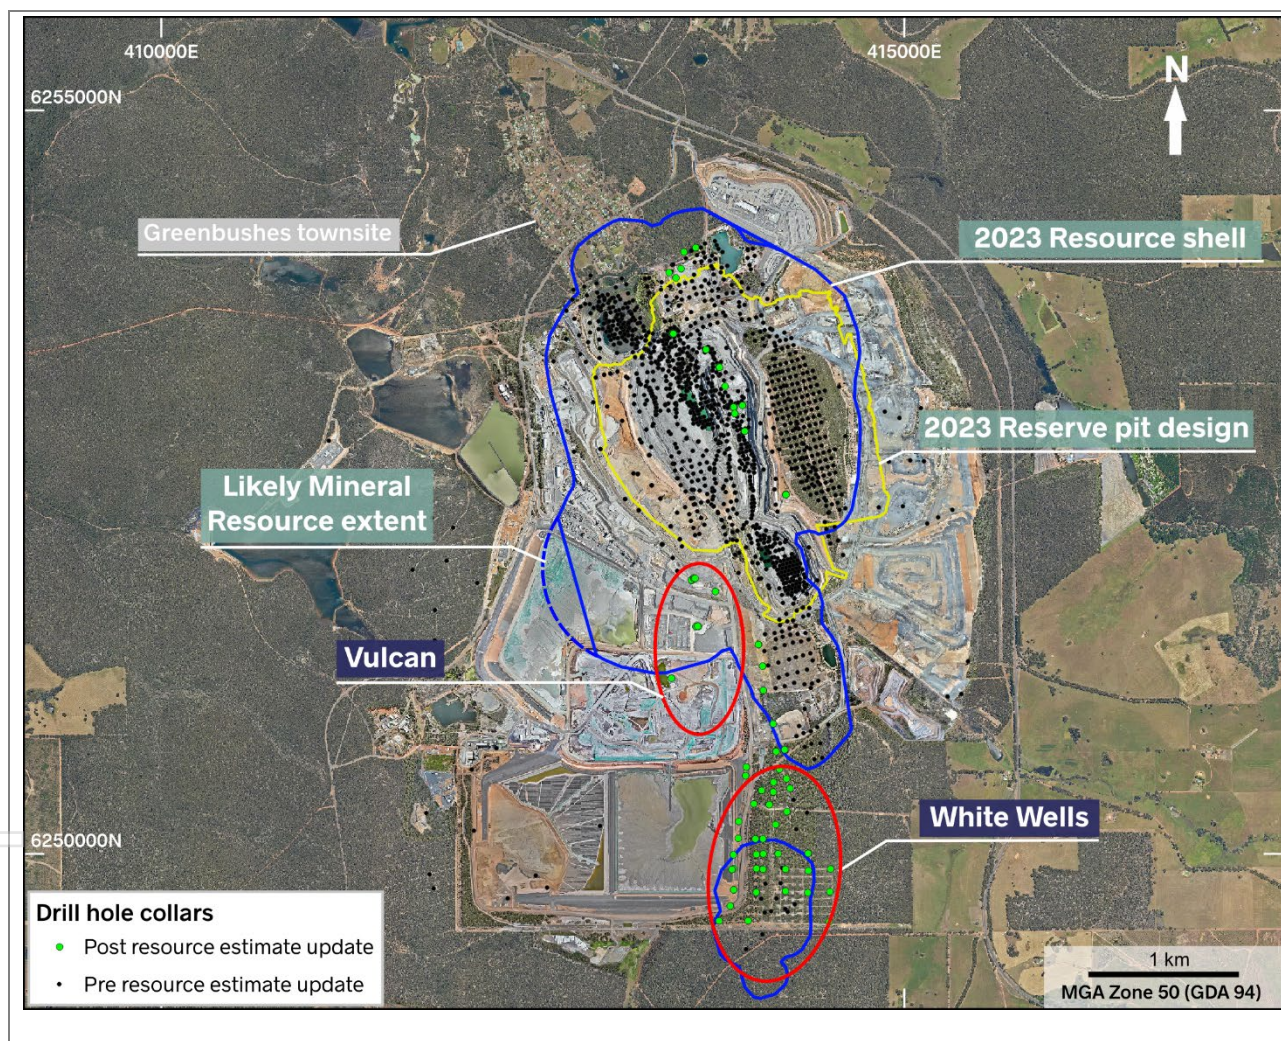 410000E
415000E
N
6255000N
Greenbushes townsite
2023 Resource shell
2023 Reserve pit design
Likely Mineral
Resource extent
Vulcan
White Wells
6250000N
Drill hole collars
Post resource estimate update
Pre resource estimate update
1 km
MGA Zone 50 (GDA 94)